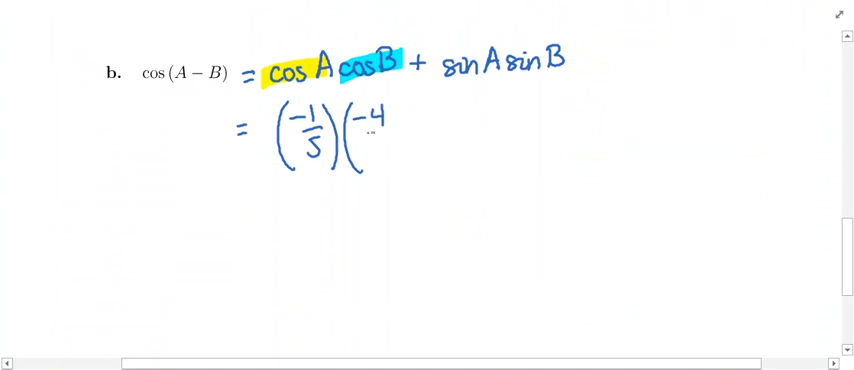 b. cos (A − B) = cos A cos B + sin A sin B
= (-1/5)(-4